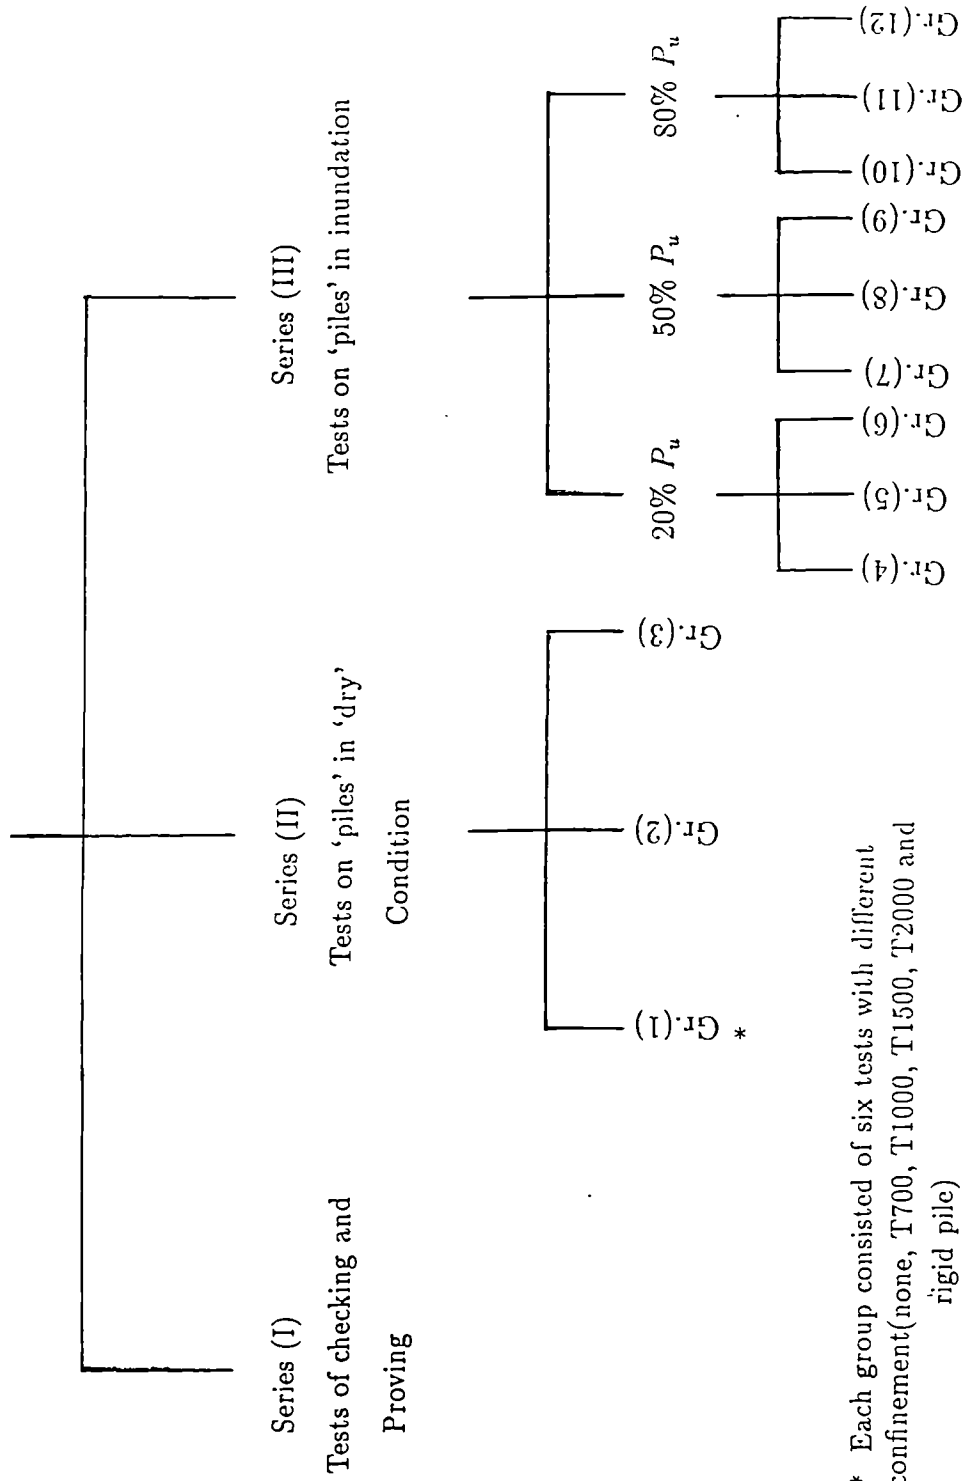 Series (I)
Tests of checking and
Proving
Series (II)
Tests on ‘piles’ in ‘dry’
Condition
Series (III)
Tests on ‘piles’ in inundation
Gr.(1)
*
Gr.(2)
Gr.(3)
20% Pu
50% Pu
80% Pu
Gr.(4)
Gr.(5)
Gr.(6)
Gr.(7)
Gr.(8)
Gr.(9)
Gr.(10)
Gr.(11)
Gr.(12)
* Each group consisted of six tests with different
confinement(none, T700, T1000, T1500, T2000 and
rigid pile)